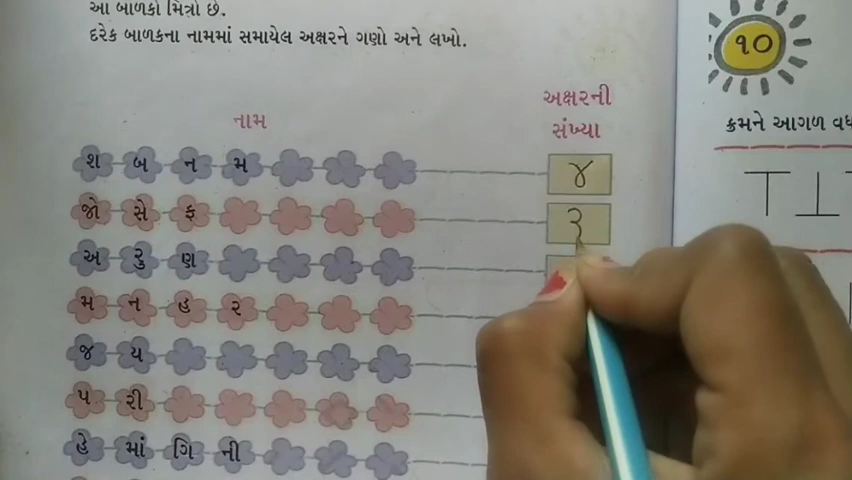 આ બાળકો મિત્રો છે.
દરેક બાળકના નામમાં સમાયેલ અક્ષરને ગણો અને લખો.
નામ
અક્ષરની
સંખ્યા
શ બ ન મ ૪
જો સે ફ ૩
અ રુ ણ
મ ન હ ર
જ ય
પ રી
હે માં ગિ ની
૧૦
ક્રમને આગળ વધ